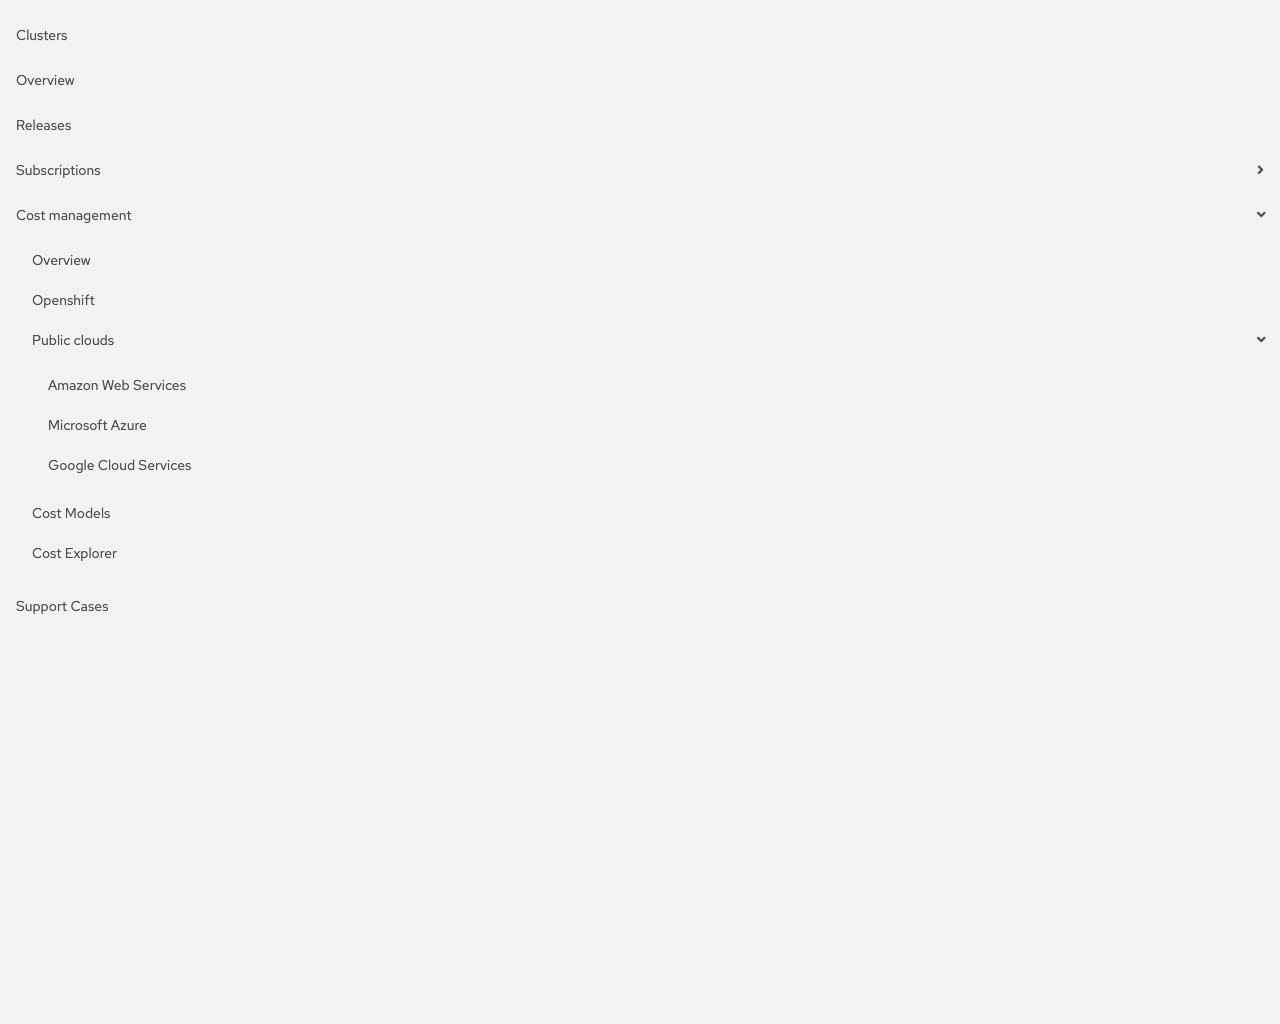 Clusters
Overview
Releases
Subscriptions
Cost management
Overview
Openshift
Public clouds
Amazon Web Services
Microsoft Azure
Google Cloud Services
Cost Models
Cost Explorer
Support Cases